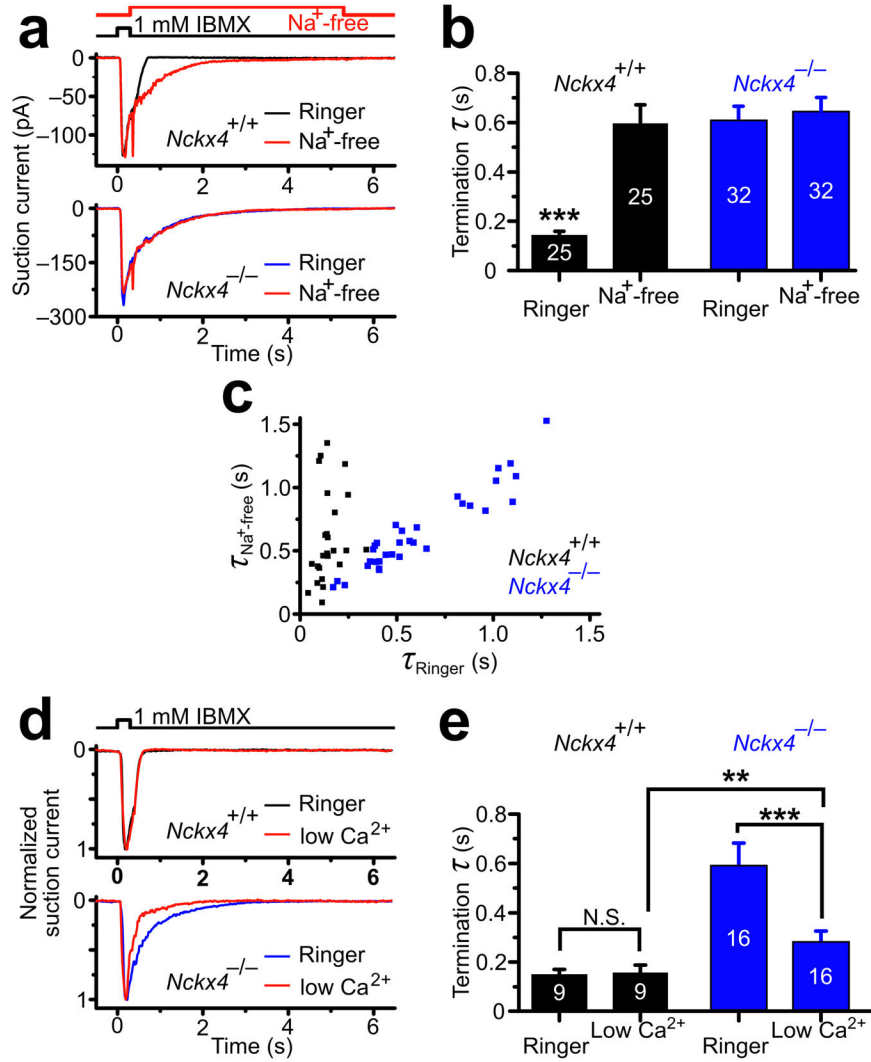 a
Na⁺-free
1 mM IBMX
0
–50
–100
Suction current (pA)
Nckx4⁺/⁺
Ringer
Na⁺-free
0 2 4 6
0
–150
–300
Nckx4⁻/⁻
Ringer
Na⁺-free
0 2 4 6
Time (s)
b
Nckx4⁺/⁺ Nckx4⁻/⁻
Termination τ (s)
0.8
0.6
0.4
0.2
0
***
25 25 32 32
Ringer Na⁺-free Ringer Na⁺-free
c
1.5
1.0
0.5
0
τNa⁺-free (s)
Nckx4⁺/⁺
Nckx4⁻/⁻
0 0.5 1.0 1.5
τRinger (s)
d
1 mM IBMX
0
1
Normalized
suction current
Nckx4⁺/⁺
Ringer
low Ca²⁺
0 2 4 6
0
1
Nckx4⁻/⁻
Ringer
low Ca²⁺
0 2 4 6
Time (s)
e
Nckx4⁺/⁺ Nckx4⁻/⁻
**
***
N.S.
Termination τ (s)
0.8
0.6
0.4
0.2
0
9 9 16 16
Ringer Low Ca²⁺ Ringer Low Ca²⁺